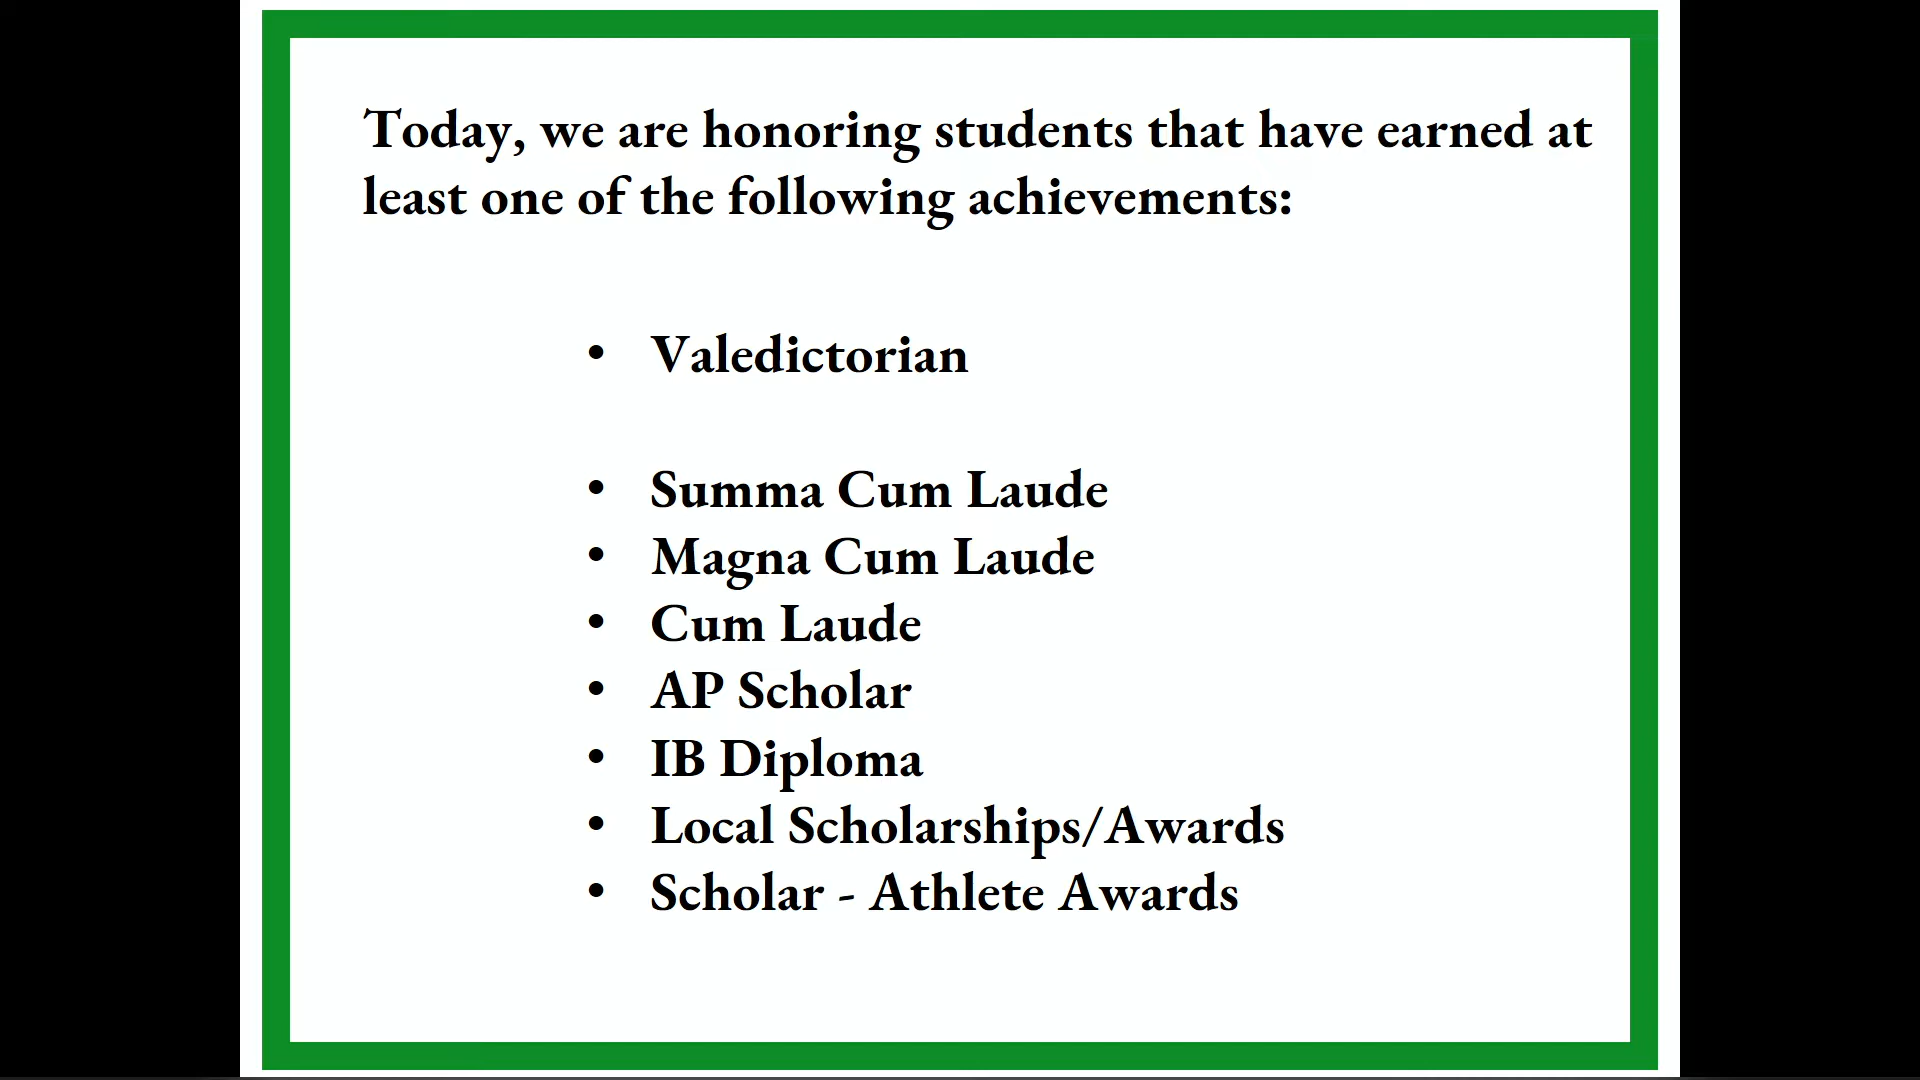 Today, we are honoring students that have earned at
least one of the following achievements:
• Valedictorian
• Summa Cum Laude
• Magna Cum Laude
• Cum Laude
• AP Scholar
• IB Diploma
• Local Scholarships/Awards
• Scholar - Athlete Awards